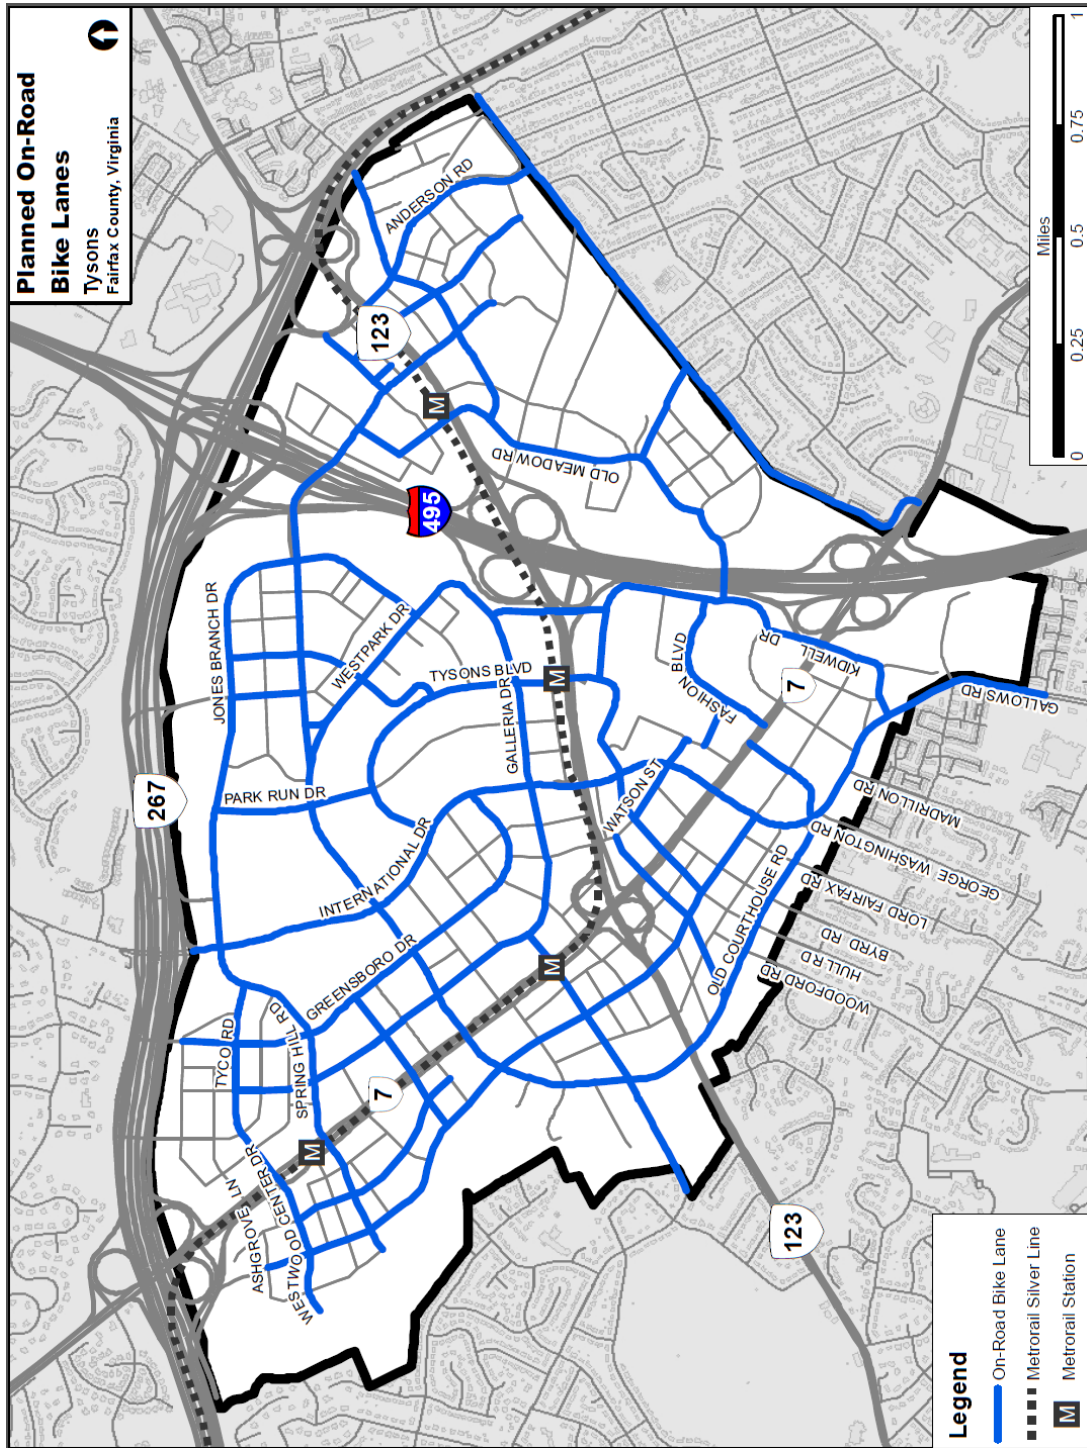 Planned On-Road
Bike Lanes
Tysons
Fairfax County, Virginia
ANDERSON RD
123
M
OLD MEADOW RD
495
JONES BRANCH DR
WESTPARK DR
TYSONS BLVD
M
GALLERIA DR
FASHION
BLVD
KIDWELL
DR
7
GALLOWS RD
267
PARK RUN DR
INTERNATIONAL DR
WATSON ST
MADRILLON RD
GEORGE WASHINGTON RD
LORD FAIRFAX RD
BYRD RD
HULL RD
WOODFORD RD
OLD COURTHOUSE RD
GREENSBORO DR
M
TYCO RD
SPRING HILL RD
7
M
ASHGROVE LN
WESTWOOD CENTER DR
123
Miles
0 0.25 0.5 0.75 1
Legend
On-Road Bike Lane
Metrorail Silver Line
M Metrorail Station